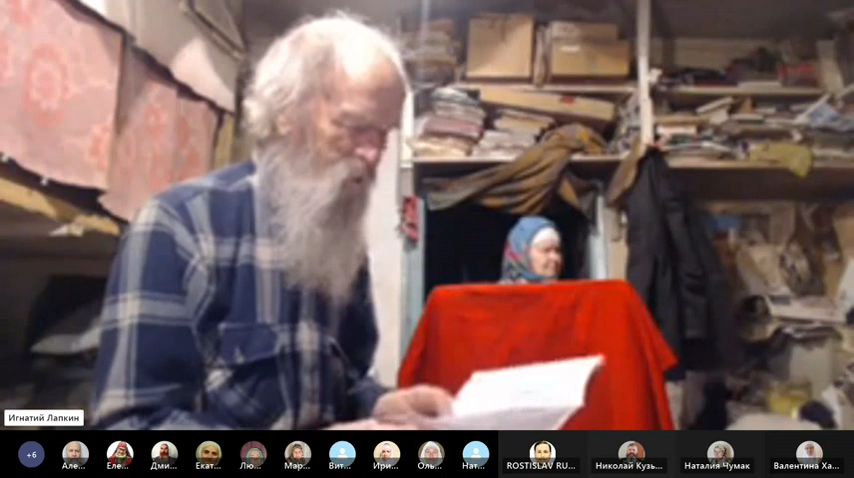 Игнатий Лапкин
+6
Але...
Еле...
Дми...
Екат...
Лю...
Мар...
Вит...
Ири...
Оль...
Нат...
ROSTISLAV RU...
Николай Кузь...
Наталия Чумак
Валентина Ха...